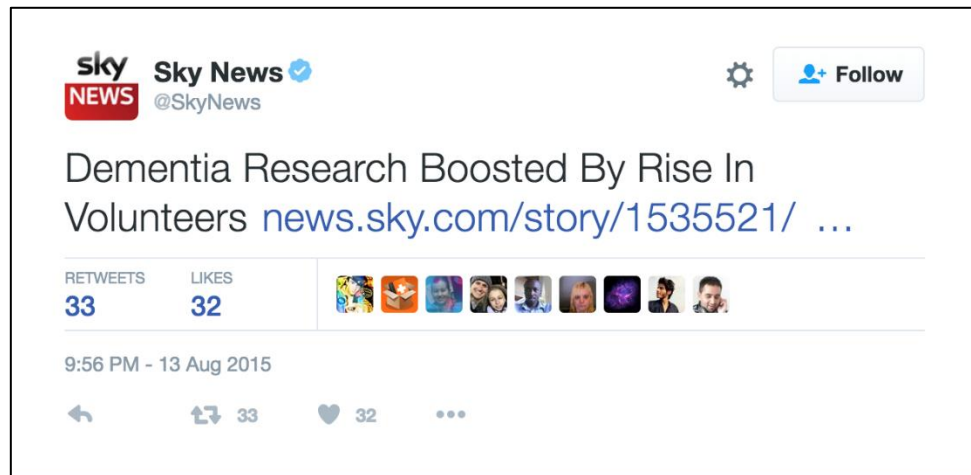 sky
NEWS
Sky News
@SkyNews
Follow
Dementia Research Boosted By Rise In
Volunteers news.sky.com/story/1535521/ …
RETWEETS LIKES
33 32
9:56 PM - 13 Aug 2015
33 32